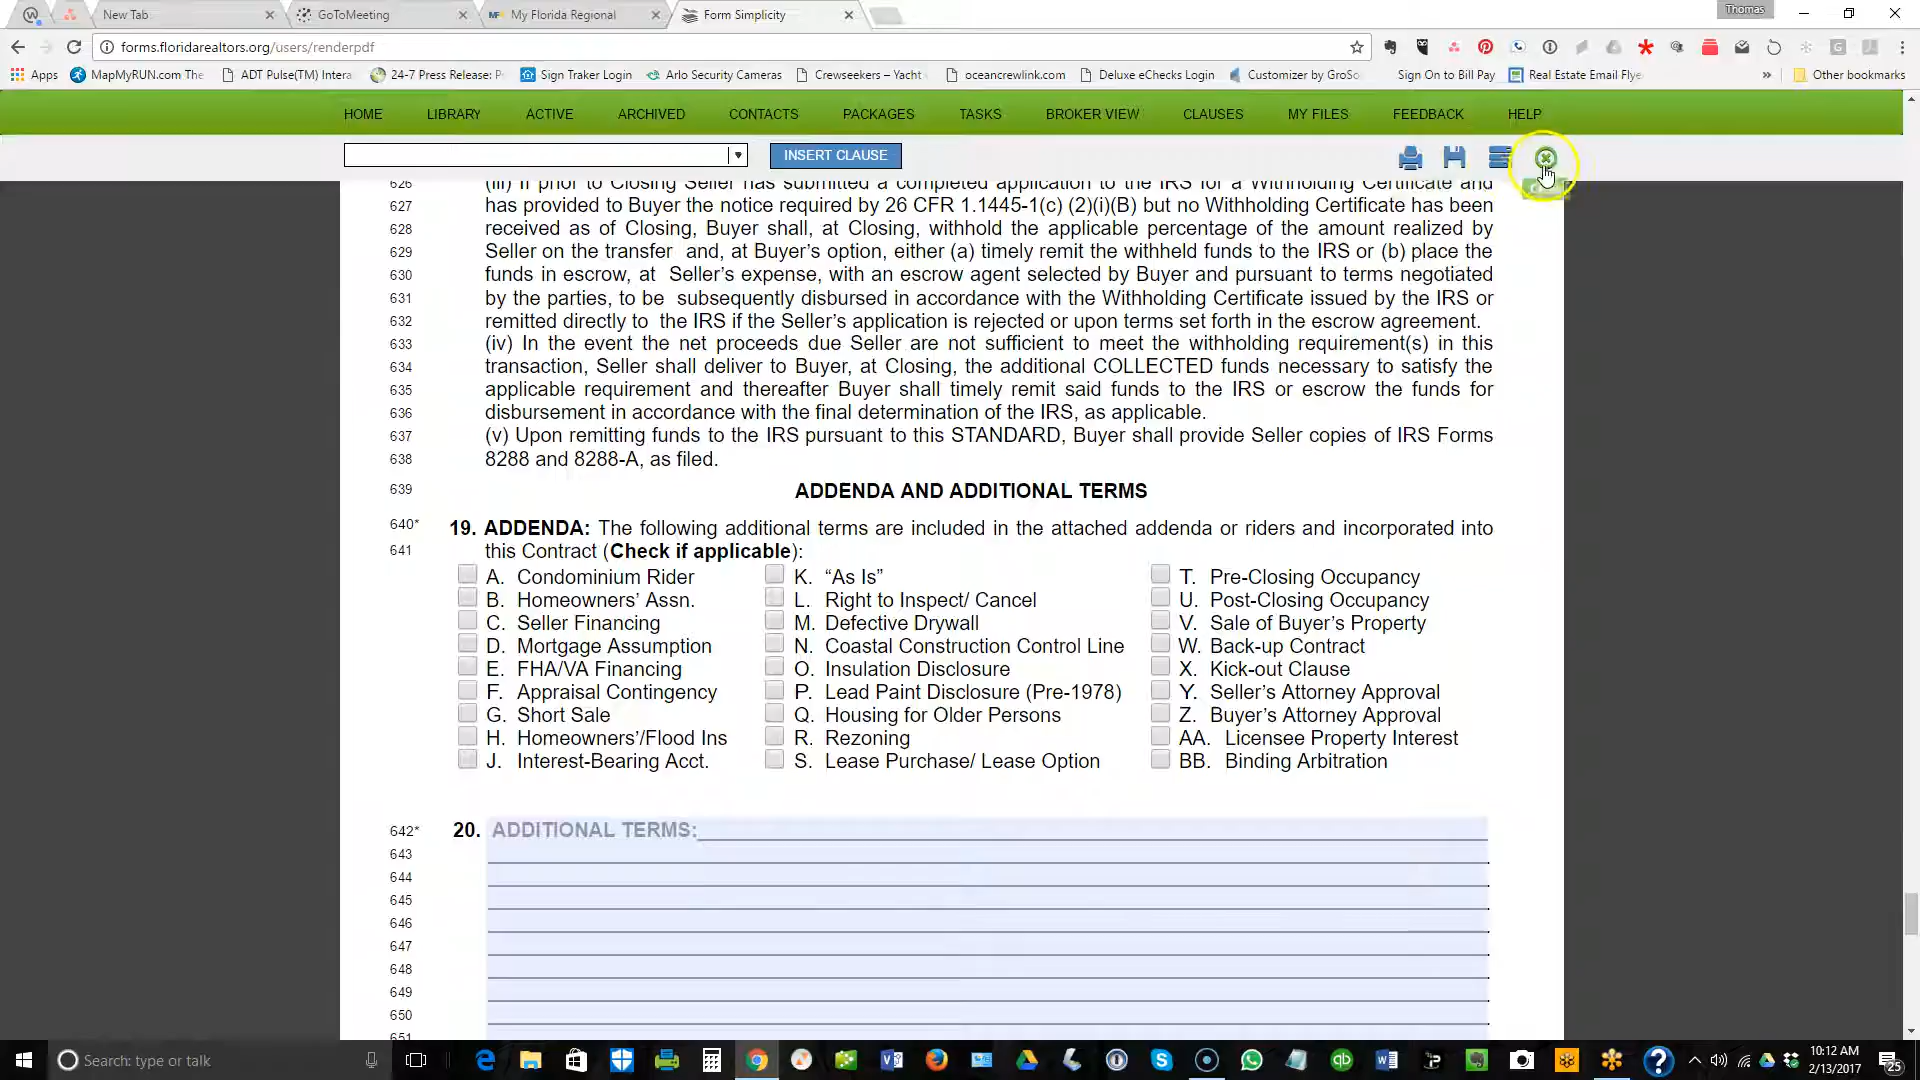 New Tab
GoToMeeting
My Florida Regional
Form Simplicity
Thomas
forms.floridarealtors.org/users/renderpdf
Apps
MapMyRUN.com The
ADT Pulse(TM) Intera
24-7 Press Release:
Sign Traker Login
Arlo Security Cameras
Crewseekers – Yacht
oceancrewlink.com
Deluxe eChecks Login
Customizer by GroSo
Sign On to Bill Pay
Real Estate Email Flye
»
Other bookmarks
HOME LIBRARY ACTIVE ARCHIVED CONTACTS PACKAGES TASKS BROKER VIEW CLAUSES MY FILES FEEDBACK HELP
INSERT CLAUSE
626 (iii) If prior to Closing Seller has submitted a completed application to the IRS for a Withholding Certificate and
627 has provided to Buyer the notice required by 26 CFR 1.1445-1(c) (2)(i)(B) but no Withholding Certificate has been
628 received as of Closing, Buyer shall, at Closing, withhold the applicable percentage of the amount realized by
629 Seller on the transfer and, at Buyer's option, either (a) timely remit the withheld funds to the IRS or (b) place the
630 funds in escrow, at Seller's expense, with an escrow agent selected by Buyer and pursuant to terms negotiated
631 by the parties, to be subsequently disbursed in accordance with the Withholding Certificate issued by the IRS or
632 remitted directly to the IRS if the Seller's application is rejected or upon terms set forth in the escrow agreement.
633 (iv) In the event the net proceeds due Seller are not sufficient to meet the withholding requirement(s) in this
634 transaction, Seller shall deliver to Buyer, at Closing, the additional COLLECTED funds necessary to satisfy the
635 applicable requirement and thereafter Buyer shall timely remit said funds to the IRS or escrow the funds for
636 disbursement in accordance with the final determination of the IRS, as applicable.
637 (v) Upon remitting funds to the IRS pursuant to this STANDARD, Buyer shall provide Seller copies of IRS Forms
638 8288 and 8288-A, as filed.
639 ADDENDA AND ADDITIONAL TERMS
640* 19. ADDENDA: The following additional terms are included in the attached addenda or riders and incorporated into
641 this Contract (Check if applicable):
A. Condominium Rider K. "As Is" T. Pre-Closing Occupancy
B. Homeowners' Assn. L. Right to Inspect/ Cancel U. Post-Closing Occupancy
C. Seller Financing M. Defective Drywall V. Sale of Buyer's Property
D. Mortgage Assumption N. Coastal Construction Control Line W. Back-up Contract
E. FHA/VA Financing O. Insulation Disclosure X. Kick-out Clause
F. Appraisal Contingency P. Lead Paint Disclosure (Pre-1978) Y. Seller's Attorney Approval
G. Short Sale Q. Housing for Older Persons Z. Buyer's Attorney Approval
H. Homeowners'/Flood Ins R. Rezoning AA. Licensee Property Interest
J. Interest-Bearing Acct. S. Lease Purchase/ Lease Option BB. Binding Arbitration
642* 20. ADDITIONAL TERMS:
643
644
645
646
647
648
649
650
651
Search: type or talk
10:12 AM
2/13/2017
25